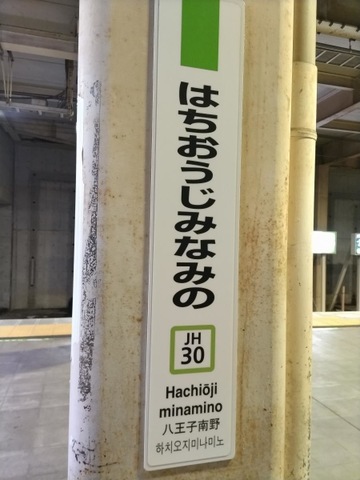 はちおうじみなみの
JH
30
Hachiōji
minamino
八王子南野
하치오지미나미노